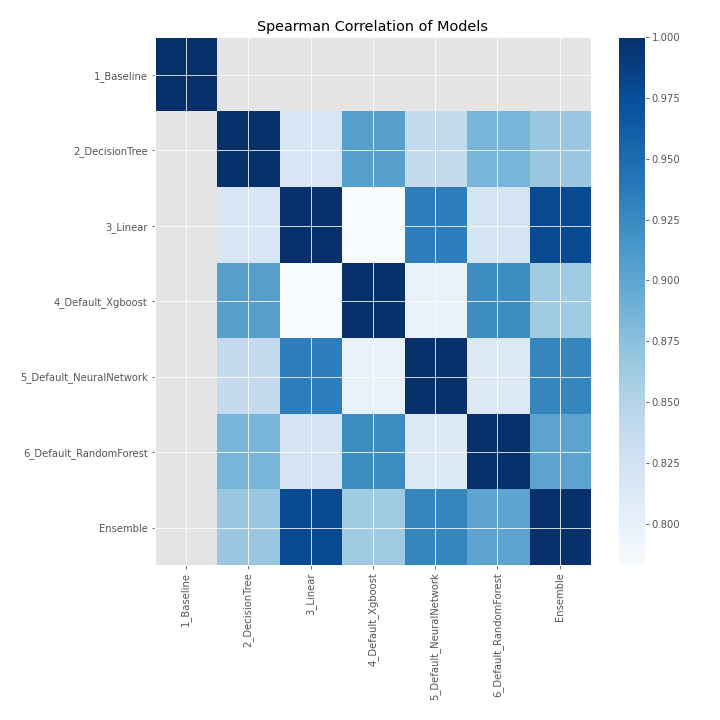 Spearman Correlation of Models
1_Baseline
2_DecisionTree
3_Linear
4_Default_Xgboost
5_Default_NeuralNetwork
6_Default_RandomForest
Ensemble
1_Baseline
2_DecisionTree
3_Linear
4_Default_Xgboost
5_Default_NeuralNetwork
6_Default_RandomForest
Ensemble
1.000
0.975
0.950
0.925
0.900
0.875
0.850
0.825
0.800